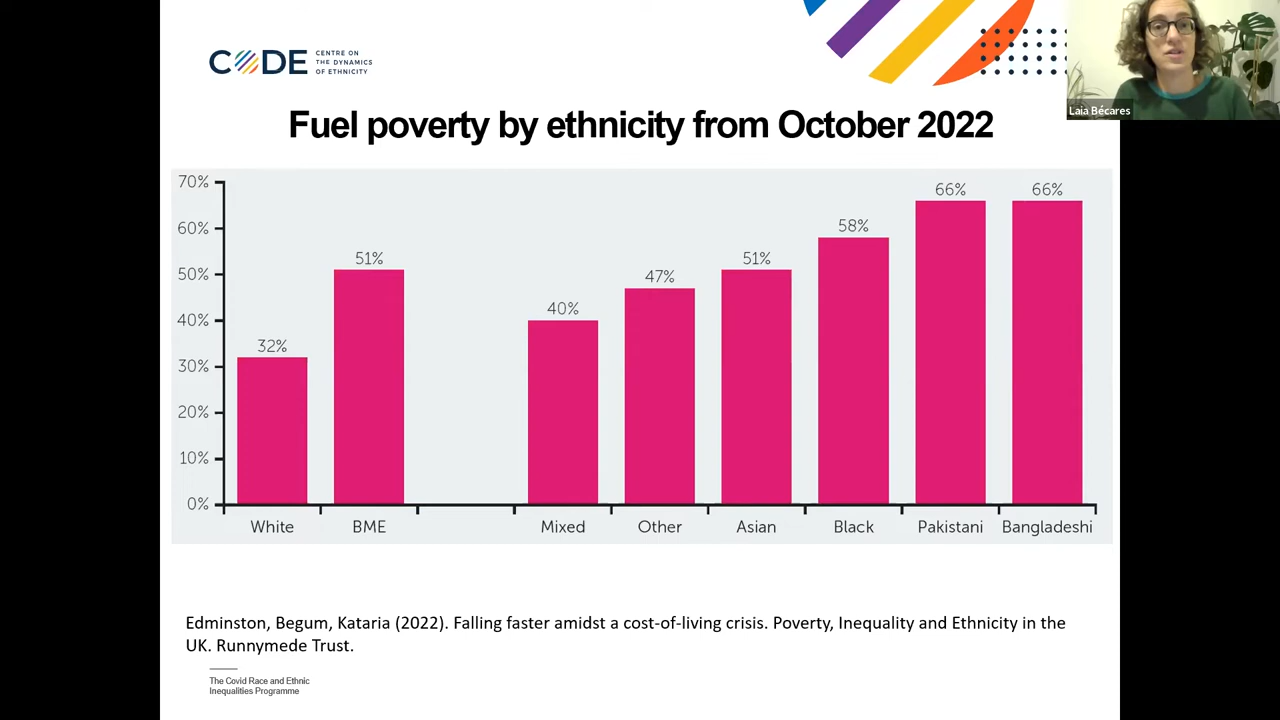 CODE
CENTRE ON
THE DYNAMICS
OF ETHNICITY
Laia Bécares
Fuel poverty by ethnicity from October 2022
70%
60%
50%
40%
30%
20%
10%
0%
32%
51%
40%
47%
51%
58%
66%
66%
White BME Mixed Other Asian Black Pakistani Bangladeshi
Edminston, Begum, Kataria (2022). Falling faster amidst a cost-of-living crisis. Poverty, Inequality and Ethnicity in the
UK. Runnymede Trust.
The Covid Race and Ethnic
Inequalities Programme